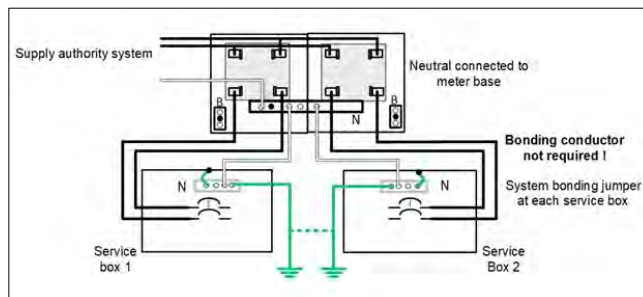 Supply authority system
Neutral connected to
meter base
B
B
N
Bonding conductor
not required !
N
N
System bonding jumper
at each service box
Service
box 1
Service
Box 2